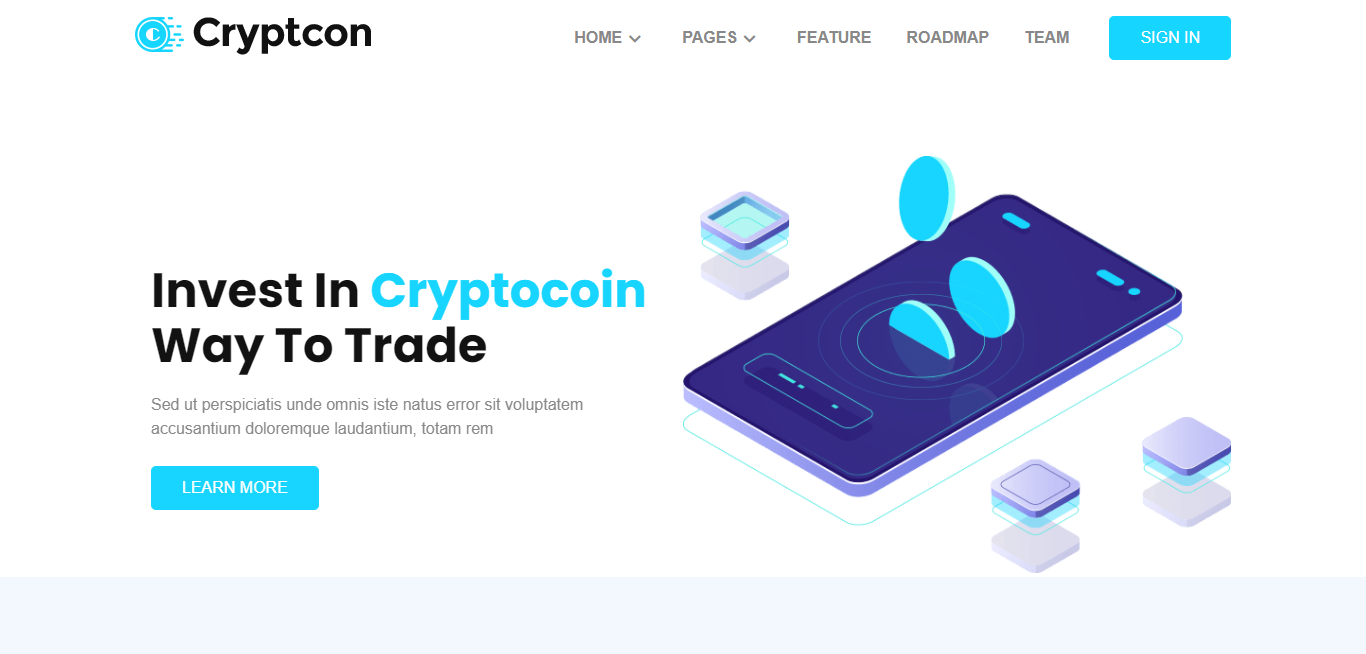 Cryptcon
HOME
PAGES
FEATURE
ROADMAP
TEAM
SIGN IN
Invest In Cryptocoin
Way To Trade
Sed ut perspiciatis unde omnis iste natus error sit voluptatem
accusantium doloremque laudantium, totam rem
LEARN MORE